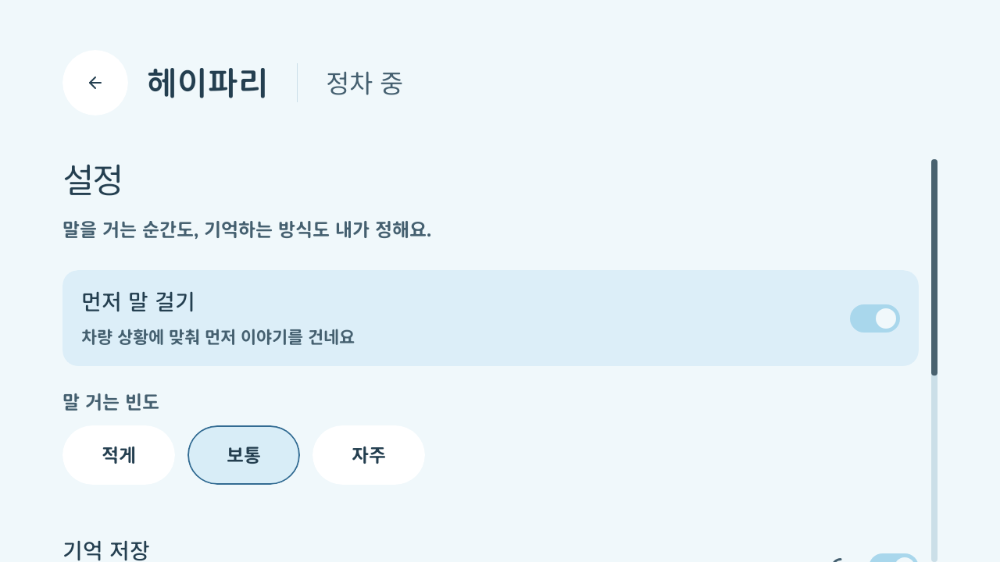 헤이파리
정차 중
설정
말을 거는 순간도, 기억하는 방식도 내가 정해요.
먼저 말 걸기
차량 상황에 맞춰 먼저 이야기를 건네요
말 거는 빈도
적게
보통
자주
기억 저장